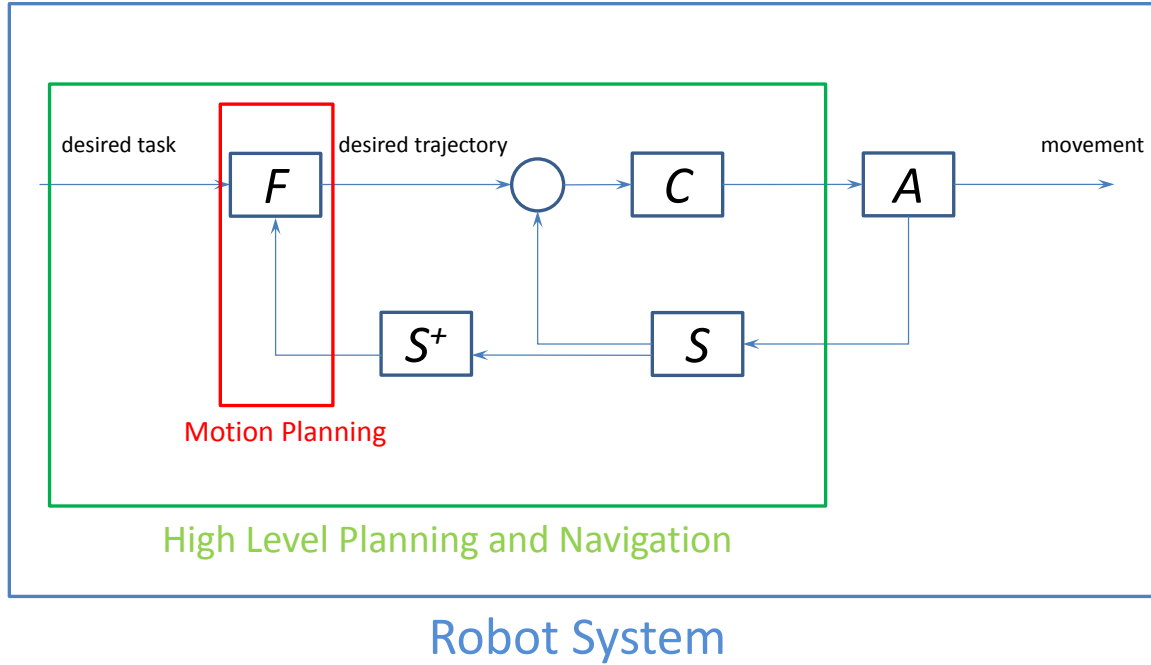 desired task
F
desired trajectory
C
A
movement
S+
S
Motion Planning
High Level Planning and Navigation
Robot System